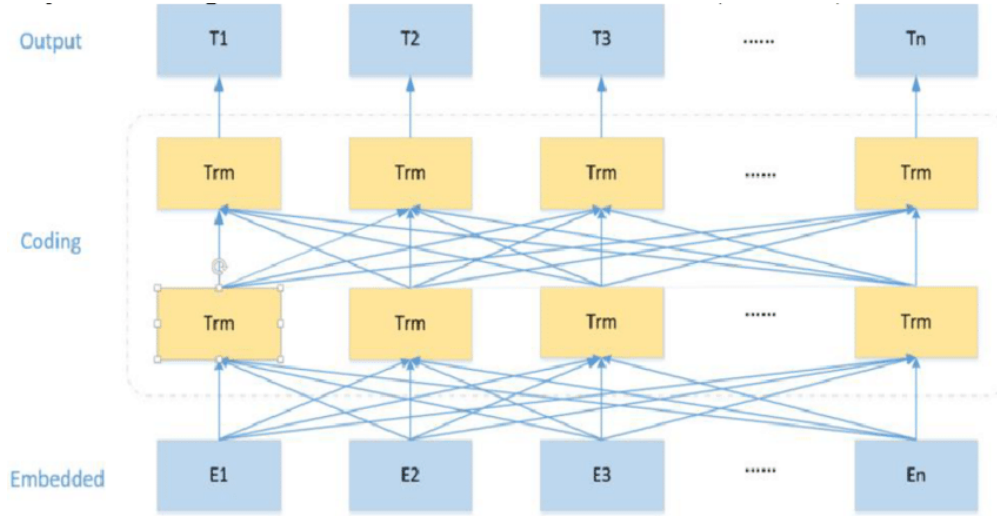 Output T1 T2 T3 ...... Tn
Trm Trm Trm ...... Trm
Coding
Trm Trm Trm ...... Trm
Embedded E1 E2 E3 ...... En